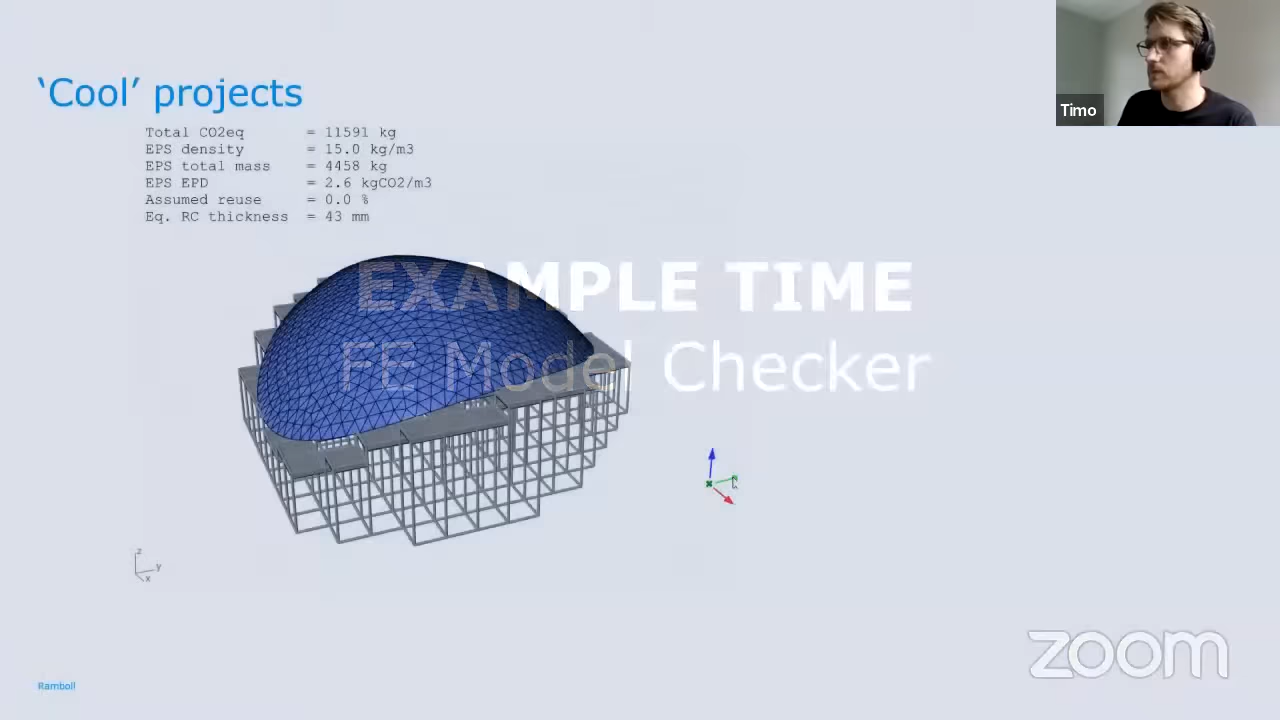 ‘Cool’ projects
Total CO2eq = 11591 kg
EPS density = 15.0 kg/m3
EPS total mass = 4458 kg
EPS EPD = 2.6 kgCO2/m3
Assumed reuse = 0.0 %
Eq. RC thickness = 43 mm
Timo
EXAMPLE TIME
FE Model Checker
z
y
x
Ramboll
zoom